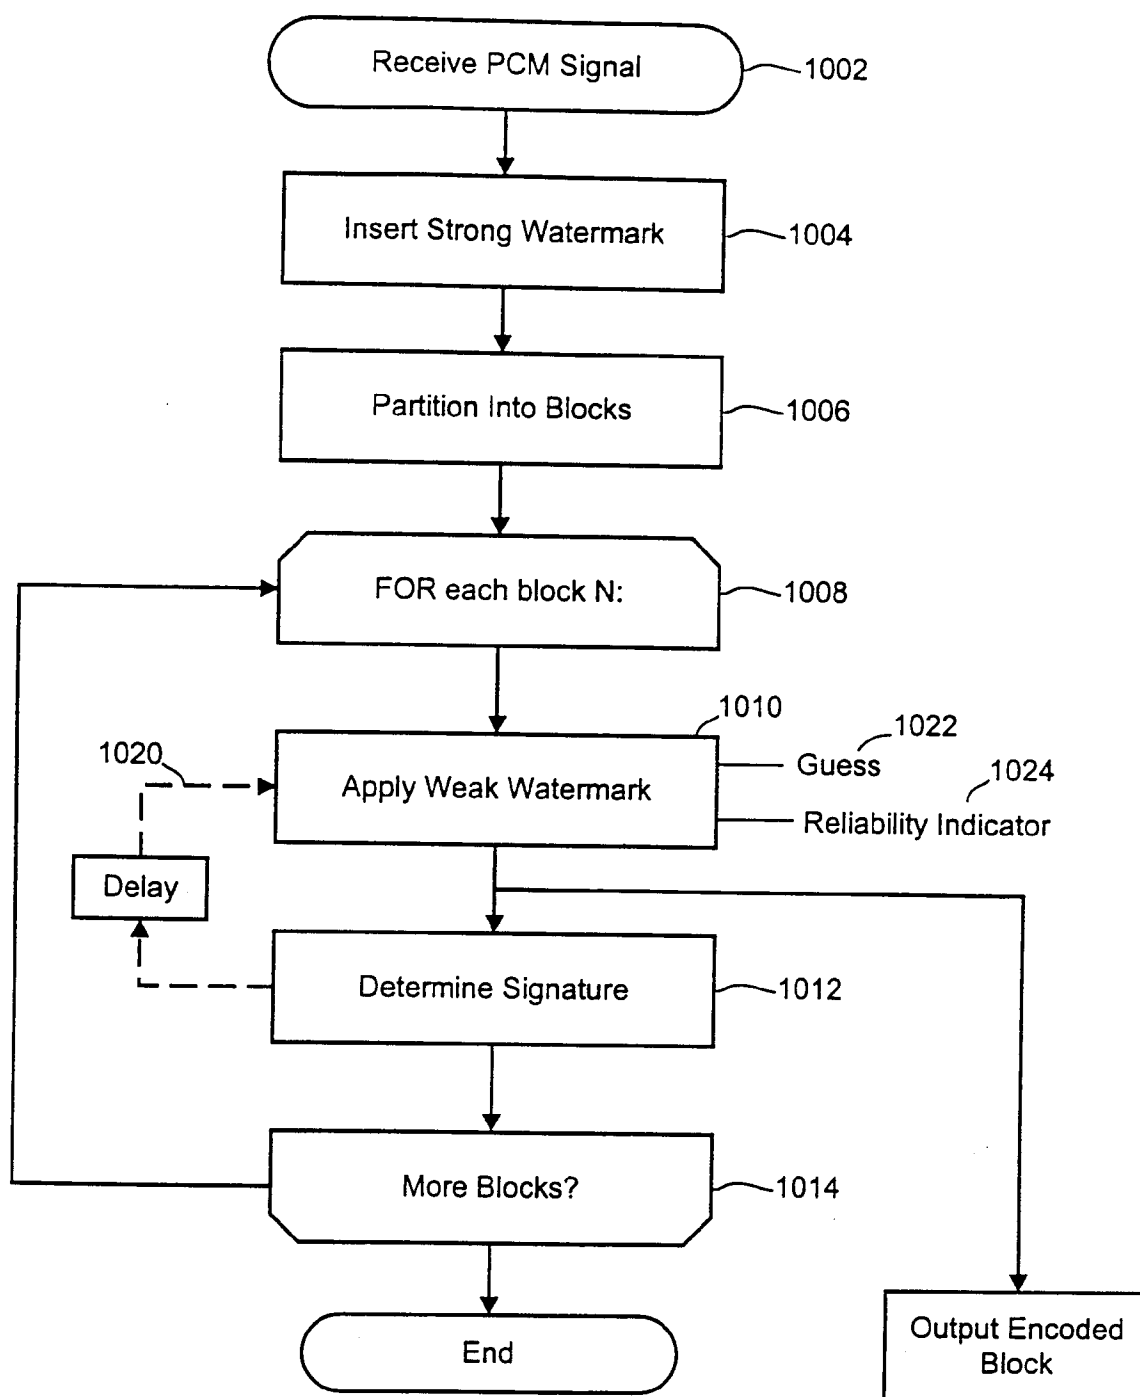 Receive PCM Signal
1002
Insert Strong Watermark
1004
Partition Into Blocks
1006
FOR each block N:
1008
1010
1022
Guess
1020
Apply Weak Watermark
1024
Reliability Indicator
Delay
Determine Signature
1012
More Blocks?
1014
End
Output Encoded
Block